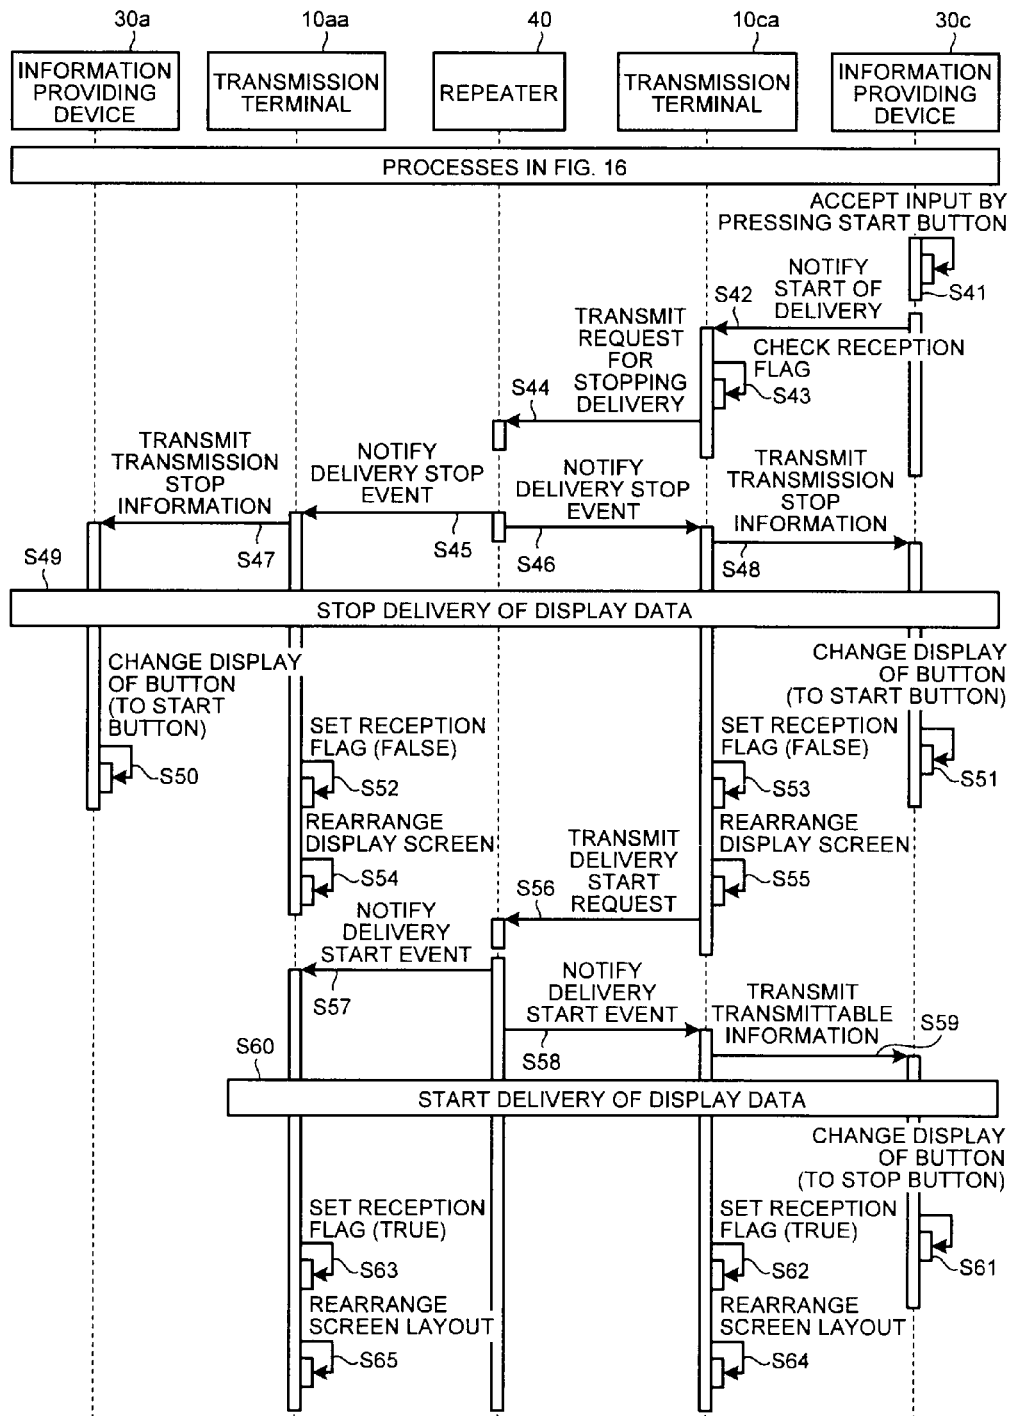 30a
10aa
40
10ca
30c
INFORMATION
PROVIDING
DEVICE
TRANSMISSION
TERMINAL
REPEATER
TRANSMISSION
TERMINAL
INFORMATION
PROVIDING
DEVICE
PROCESSES IN FIG. 16
ACCEPT INPUT BY
PRESSING START BUTTON
S41
NOTIFY
START OF
DELIVERY
S42
CHECK RECEPTION
FLAG
S43
TRANSMIT
REQUEST
FOR
STOPPING
DELIVERY
S44
NOTIFY
DELIVERY STOP
EVENT
S45
NOTIFY
DELIVERY STOP
EVENT
S46
TRANSMIT
TRANSMISSION
STOP
INFORMATION
S47
TRANSMIT
TRANSMISSION
STOP
INFORMATION
S48
S49
STOP DELIVERY OF DISPLAY DATA
CHANGE DISPLAY
OF BUTTON
(TO START
BUTTON)
S50
CHANGE DISPLAY
OF BUTTON
(TO START BUTTON)
S51
SET RECEPTION
FLAG (FALSE)
S52
SET RECEPTION
FLAG (FALSE)
S53
REARRANGE
DISPLAY SCREEN
S54
REARRANGE
DISPLAY SCREEN
S55
TRANSMIT
DELIVERY
START
REQUEST
S56
NOTIFY
DELIVERY
START EVENT
S57
NOTIFY
DELIVERY
START EVENT
S58
TRANSMIT
TRANSMITTABLE
INFORMATION
S59
S60
START DELIVERY OF DISPLAY DATA
CHANGE DISPLAY
OF BUTTON
(TO STOP BUTTON)
S61
SET RECEPTION
FLAG (TRUE)
S63
SET RECEPTION
FLAG (TRUE)
S62
REARRANGE
SCREEN LAYOUT
S65
REARRANGE
SCREEN LAYOUT
S64